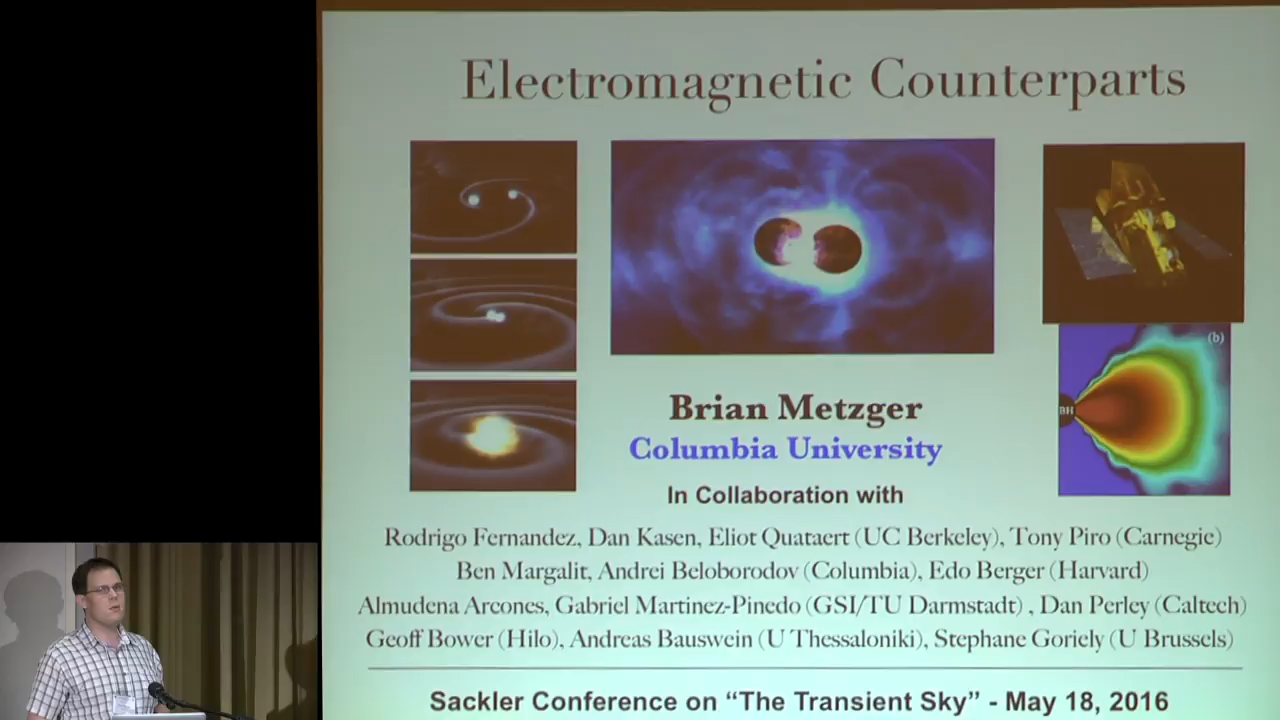 Electromagnetic Counterparts
(b)
BH
Brian Metzger
Columbia University
In Collaboration with
Rodrigo Fernandez, Dan Kasen, Eliot Quataert (UC Berkeley), Tony Piro (Carnegie)
Ben Margalit, Andrei Beloborodov (Columbia), Edo Berger (Harvard)
Almudena Arcones, Gabriel Martinez-Pinedo (GSI/TU Darmstadt) , Dan Perley (Caltech)
Geoff Bower (Hilo), Andreas Bauswein (U Thessaloniki), Stephane Goriely (U Brussels)
Sackler Conference on “The Transient Sky” - May 18, 2016